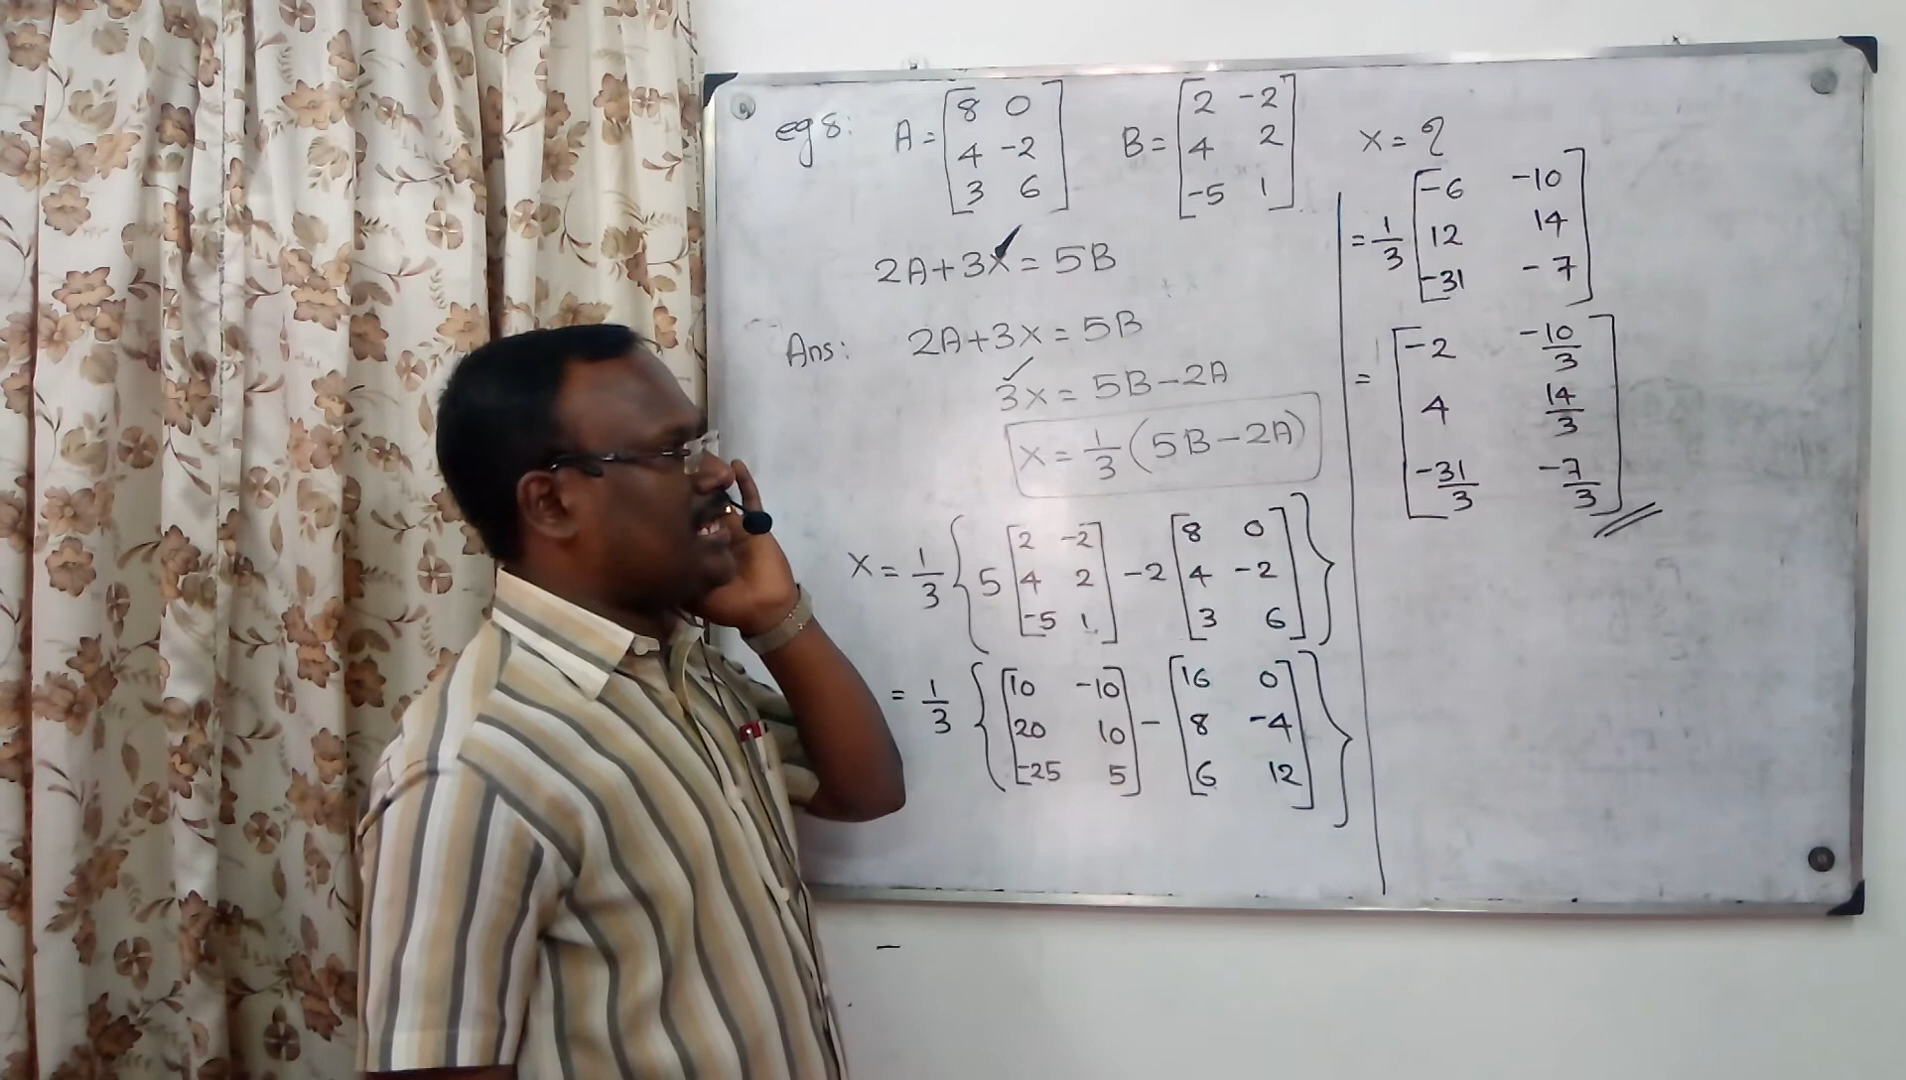 eg 8: A = [8 0 B = [2 -2 x = ?
4 -2 4 2
3 6] -5 1]
2A+3x = 5B
Ans: 2A+3x = 5B
3x = 5B-2A
x = 1/3 (5B-2A)
x = 1/3 {5 [2 -2 -2 [8 0
4 2 4 -2
-5 1] 3 6]}
= 1/3 {[10 -10 - [16 0
20 10 8 -4
-25 5] 6 12]}
= 1/3 [-6 -10
12 14
-31 -7]
= [-2 -10/3
4 14/3
-31/3 -7/3]